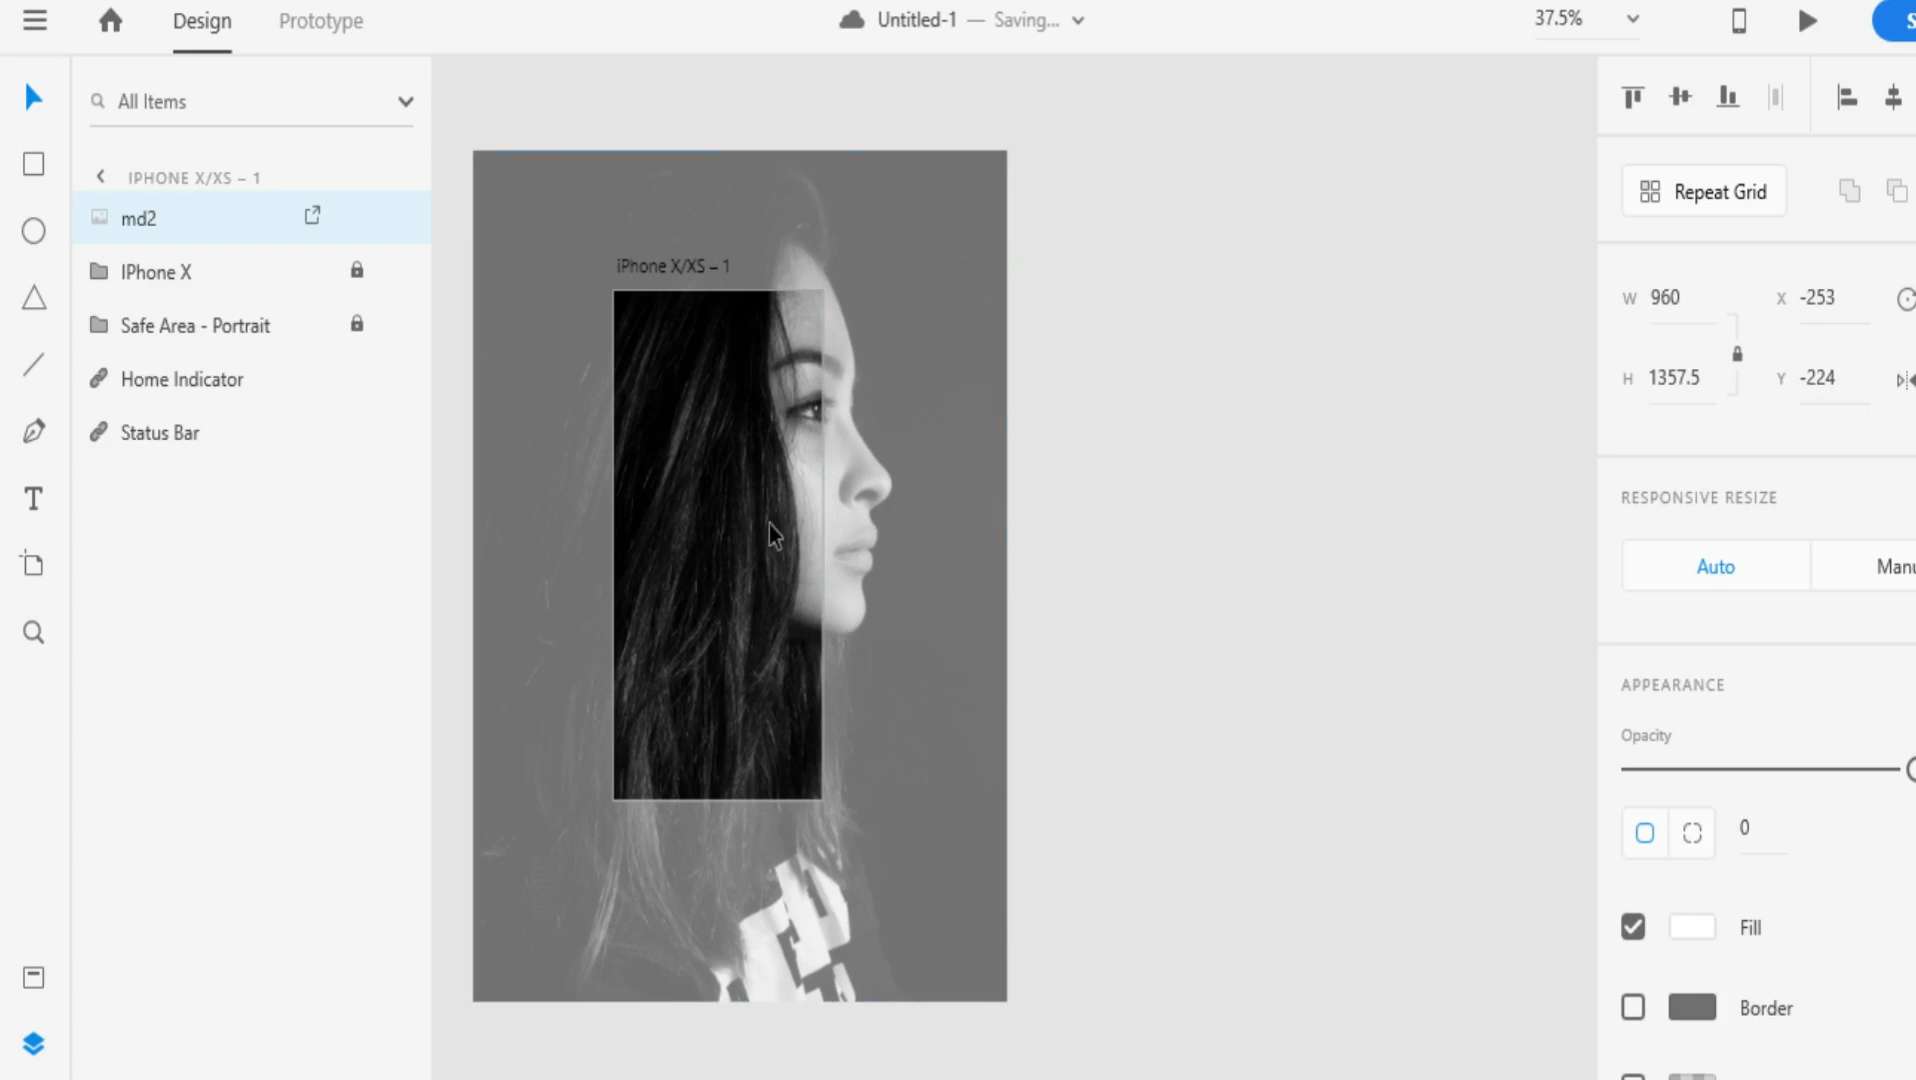 Design
Prototype
Untitled-1 — Saving...
37.5%
All Items
IPHONE X/XS – 1
md2
IPhone X
Safe Area - Portrait
Home Indicator
Status Bar
iPhone X/XS – 1
Repeat Grid
W 960
X -253
H 1357.5
Y -224
RESPONSIVE RESIZE
Auto
Manu
APPEARANCE
Opacity
0
Fill
Border